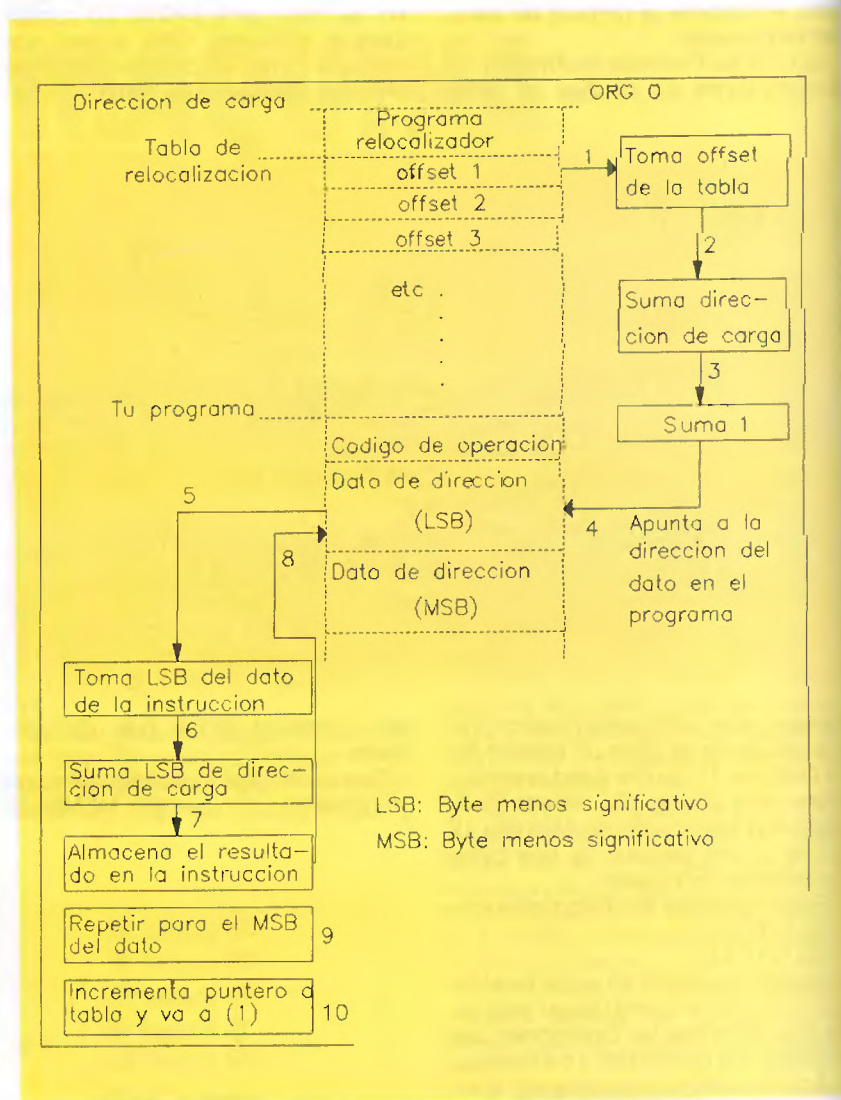 Direccion de carga
ORG 0
Programa
relocalizador
Tabla de
relocalizacion
offset 1
offset 2
offset 3
etc .
.
.
.
.
1
Toma offset
de la tabla
2
Suma direc-
cion de carga
3
Suma 1
Tu programa
Codigo de operacion
Dato de direccion
(LSB)
Dato de direccion
(MSB)
4
Apunta a la
direccion del
dato en el
programa
5
8
Toma LSB del dato
de la instruccion
6
Suma LSB de direc-
cion de carga
7
Almacena el resulta-
do en la instruccion
Repetir para el MSB
del dato
9
Incrementa puntero a
tabla y va a (1)
10
LSB: Byte menos significativo
MSB: Byte menos significativo